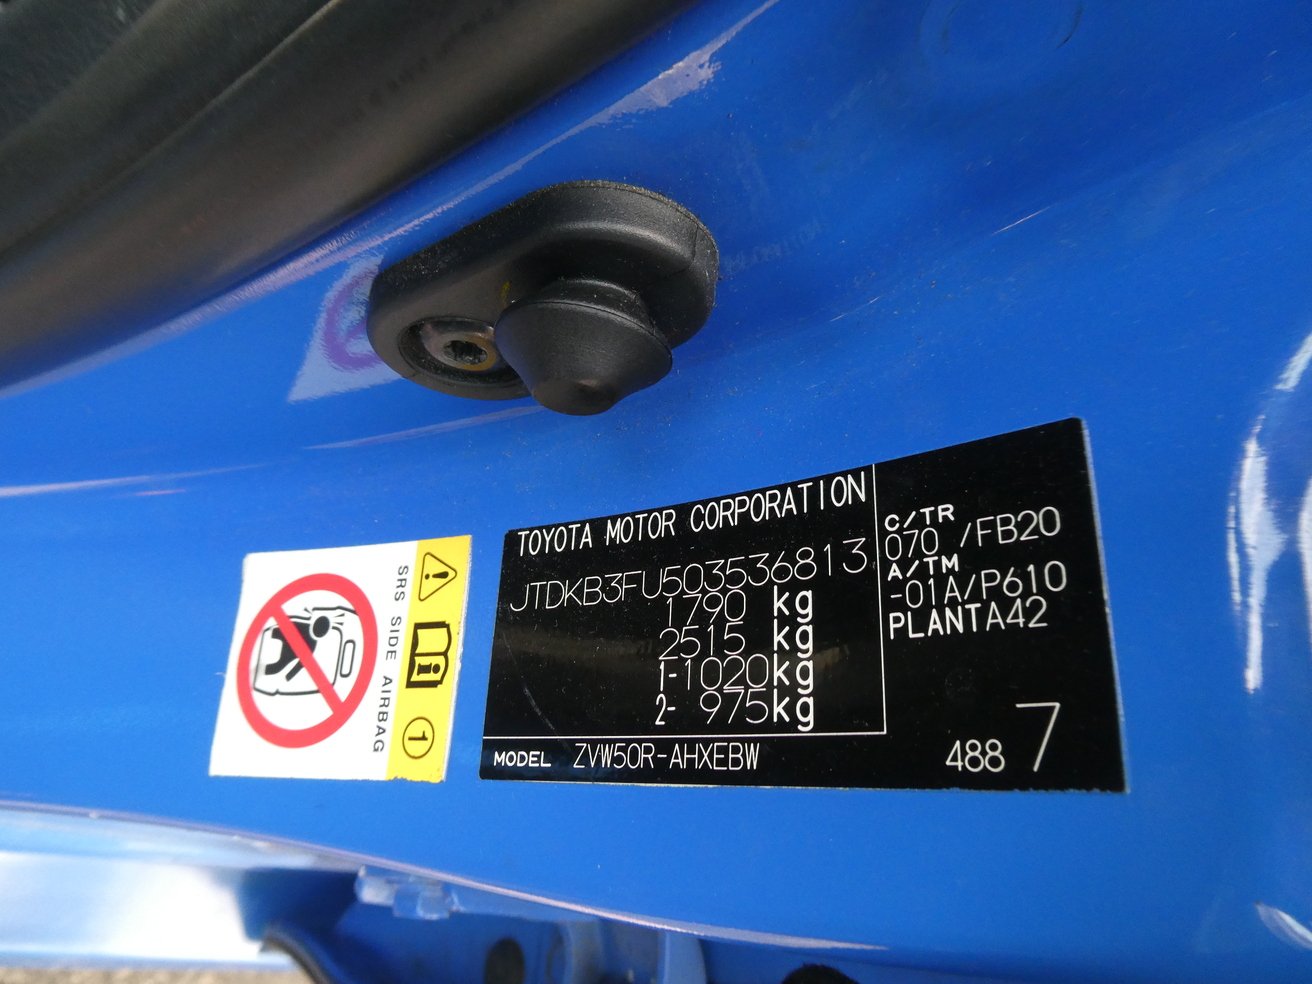 TOYOTA MOTOR CORPORATION
JTDKB3FU503536813
1790 kg
2515 kg
1-1020kg
2- 975kg
MODEL ZVW50R-AHXEBW
C/TR
070 /FB20
A/TM
-01A/P610
PLANTA42
488 7
SRS SIDE AIRBAG
1